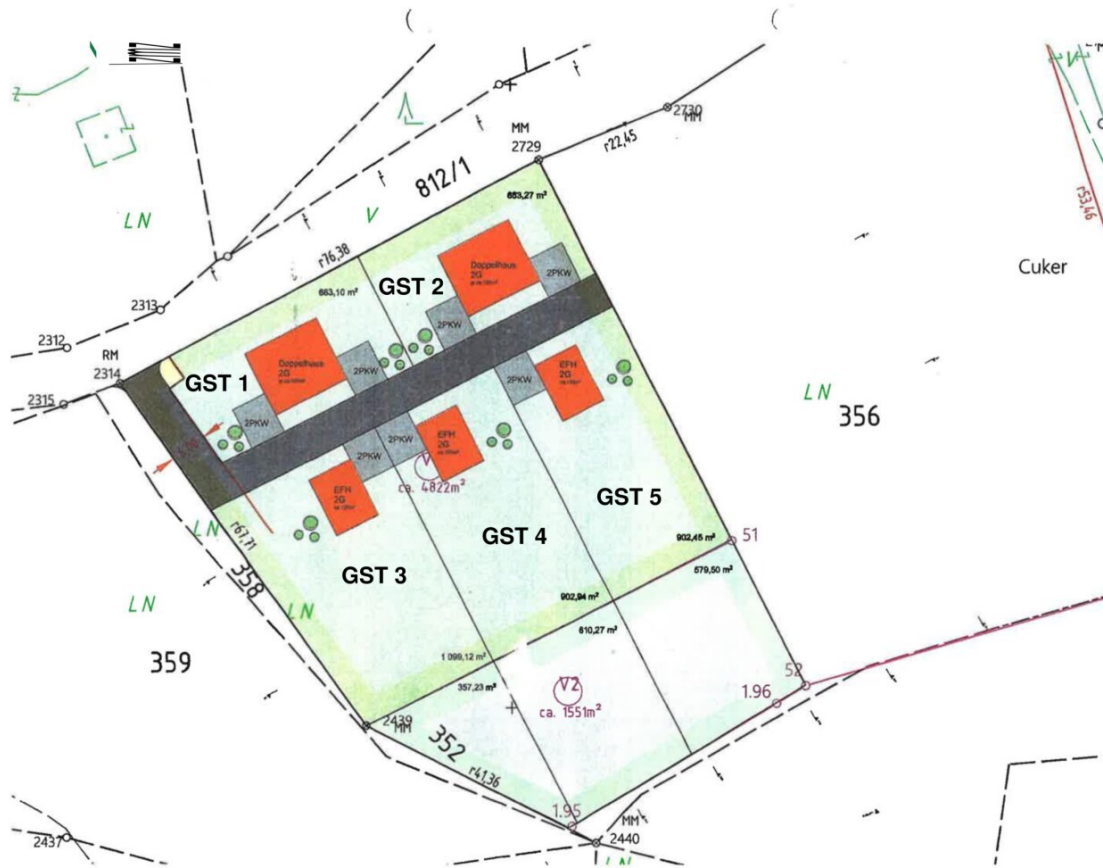 MM
2730
MM
2729
r22,45
812/1
663,27 m²
r53,46
LN
V
V
r76,38
GST 2
Doppelhaus
2G
2PKW
Cuker
663,10 m²
2313
2PKW
2312
RM
2314
GST 1
Doppelhaus
2G
2PKW
EFH
2G
2PKW
LN
356
2315
2PKW
2PKW
EFH
2G
2PKW
V
ca. 4822m²
EFH
2G
GST 5
LN
r67,71
GST 4
902,45 m²
51
579,50 m²
GST 3
358
LN
902,94 m²
LN
610,27 m²
359
1 099,12 m²
357,23 m²
52
V2
ca. 1551m²
1.96
2439
MM
352
r41,36
1.95
MM
2440
2437
LN